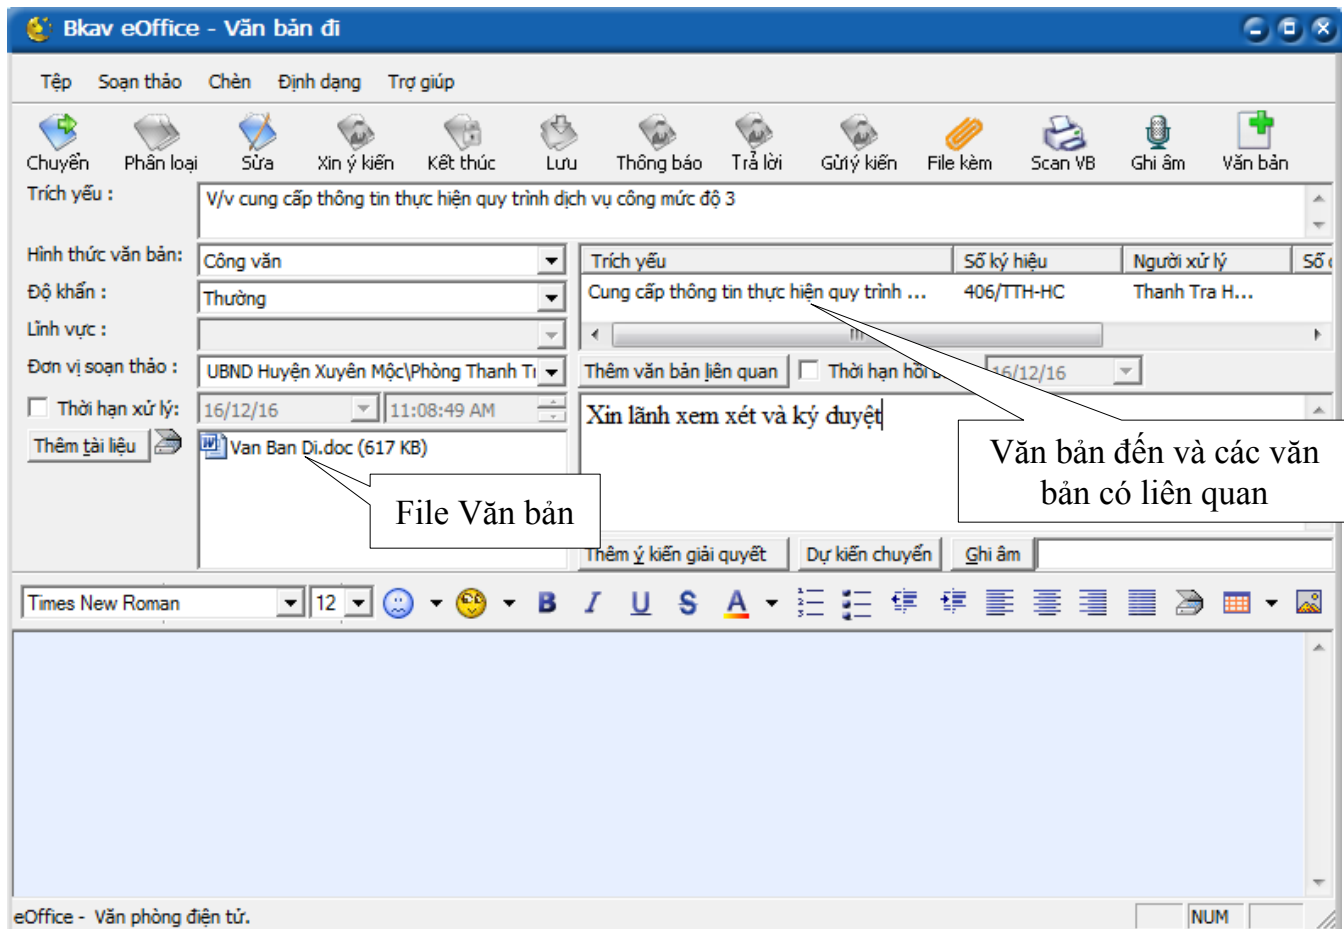 Bkav eOffice - Văn bản đi
Tệp Soạn thảo Chèn Định dạng Trợ giúp
Chuyển Phân loại Sửa Xin ý kiến Kết thúc Lưu Thông báo Trả lời Gửi ý kiến File kèm Scan VB Ghi âm Văn bản
Trích yếu :
V/v cung cấp thông tin thực hiện quy trình dịch vụ công mức độ 3
Hình thức văn bản: Công văn
Trích yếu Số ký hiệu Người xử lý Số
Độ khẩn : Thường
Cung cấp thông tin thực hiện quy trình ... 406/TTH-HC Thanh Tra H...
Lĩnh vực :
Đơn vị soạn thảo : UBND Huyện Xuyên Mộc\Phòng Thanh
Thêm văn bản liên quan Thời hạn hồi 16/12/16
Thời hạn xử lý: 16/12/16 11:08:49 AM
Xin lãnh xem xét và ký duyệt
Thêm tài liệu Van Ban Di.doc (617 KB)
Văn bản đến và các văn
bản có liên quan
File Văn bản
Thêm ý kiến giải quyết Dự kiến chuyển Ghi âm
Times New Roman 12 B I U S A
eOffice - Văn phòng điện tử.
NUM